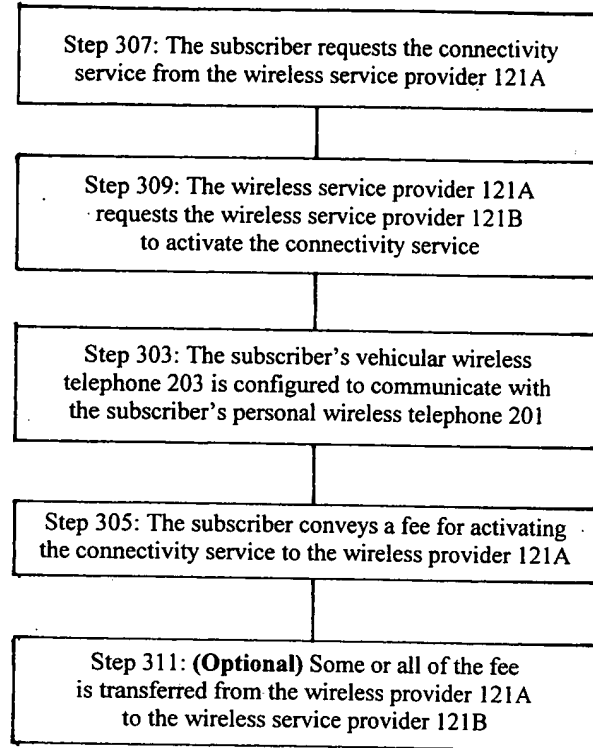 Step 307: The subscriber requests the connectivity
service from the wireless service provider 121A
Step 309: The wireless service provider 121A
requests the wireless service provider 121B
to activate the connectivity service
Step 303: The subscriber's vehicular wireless
telephone 203 is configured to communicate with
the subscriber's personal wireless telephone 201
Step 305: The subscriber conveys a fee for activating
the connectivity service to the wireless provider 121A
Step 311: (Optional) Some or all of the fee
is transferred from the wireless provider 121A
to the wireless service provider 121B